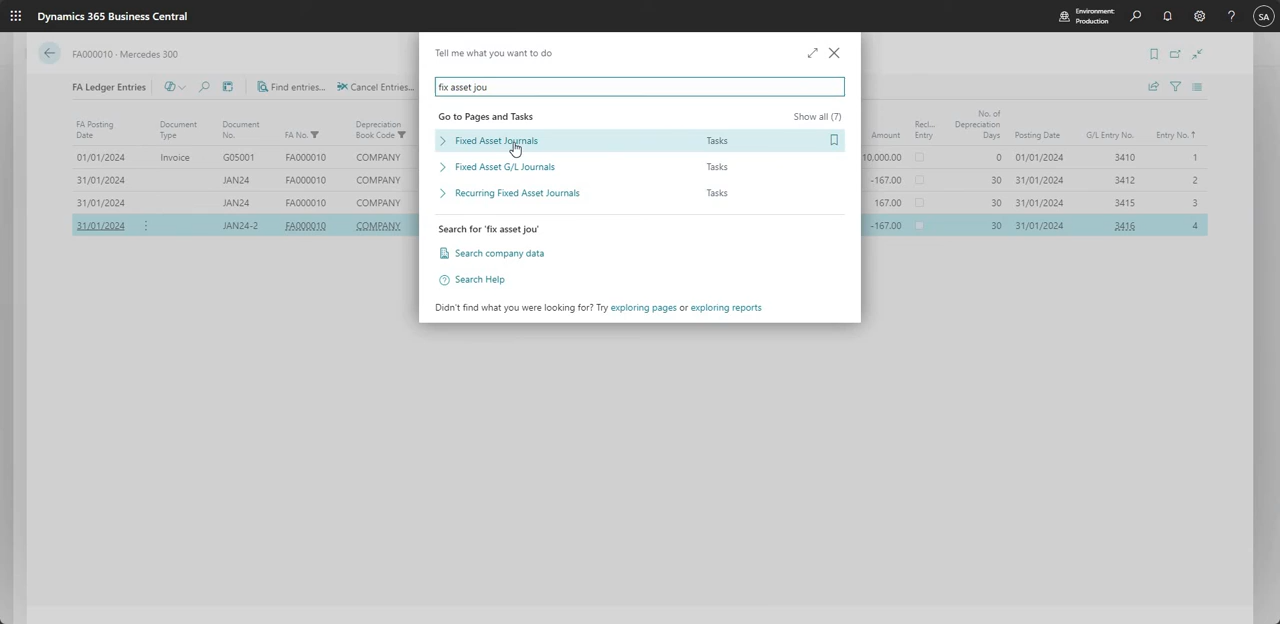 Dynamics 365 Business Central
Environment:
Production
?
SA
FA000010 · Mercedes 300
Tell me what you want to do
FA Ledger Entries
Find entries...
Cancel Entries...
fix asset jou
Go to Pages and Tasks
Show all (7)
Fixed Asset Journals Tasks
Fixed Asset G/L Journals Tasks
Recurring Fixed Asset Journals Tasks
Search for 'fix asset jou'
Search company data
Search Help
Didn't find what you were looking for? Try exploring pages or exploring reports
FA Posting Date Document Type Document No. FA No. Depreciation Book Code Amount Recl... Entry No. of Depreciation Days Posting Date G/L Entry No. Entry No. ↑
01/01/2024 Invoice G05001 FA000010 COMPANY 10.000.00 0 01/01/2024 3410 1
31/01/2024 JAN24 FA000010 COMPANY -167.00 30 31/01/2024 3412 2
31/01/2024 JAN24 FA000010 COMPANY 167.00 30 31/01/2024 3415 3
31/01/2024 JAN24-2 FA000010 COMPANY -167.00 30 31/01/2024 3416 4